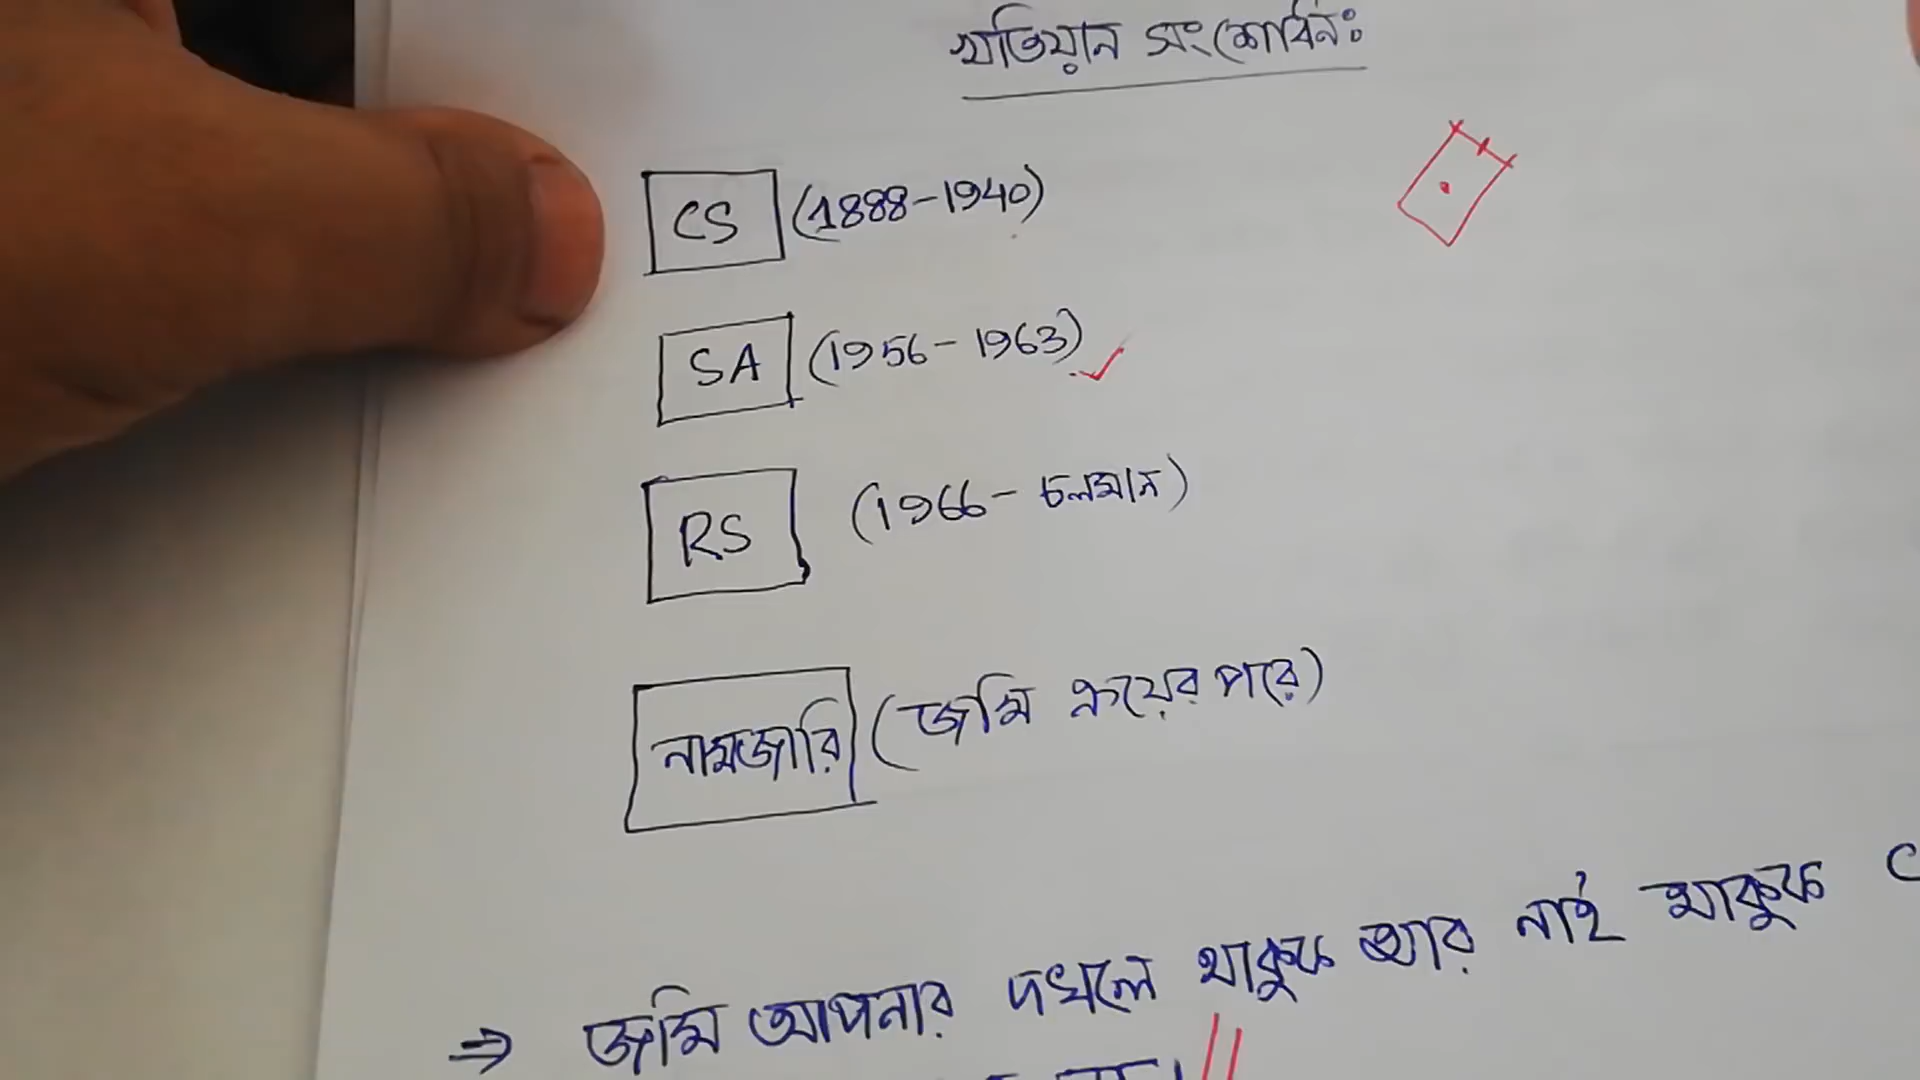 খতিয়ান সংশোধনঃ
CS (1888-1940)
SA (1956-1963)
RS (1966- চলমান)
নামজারি (জমি ক্রয়ের পরে)
⇒ জমি আপনার দখলে থাকুক আর নাই থাকুক